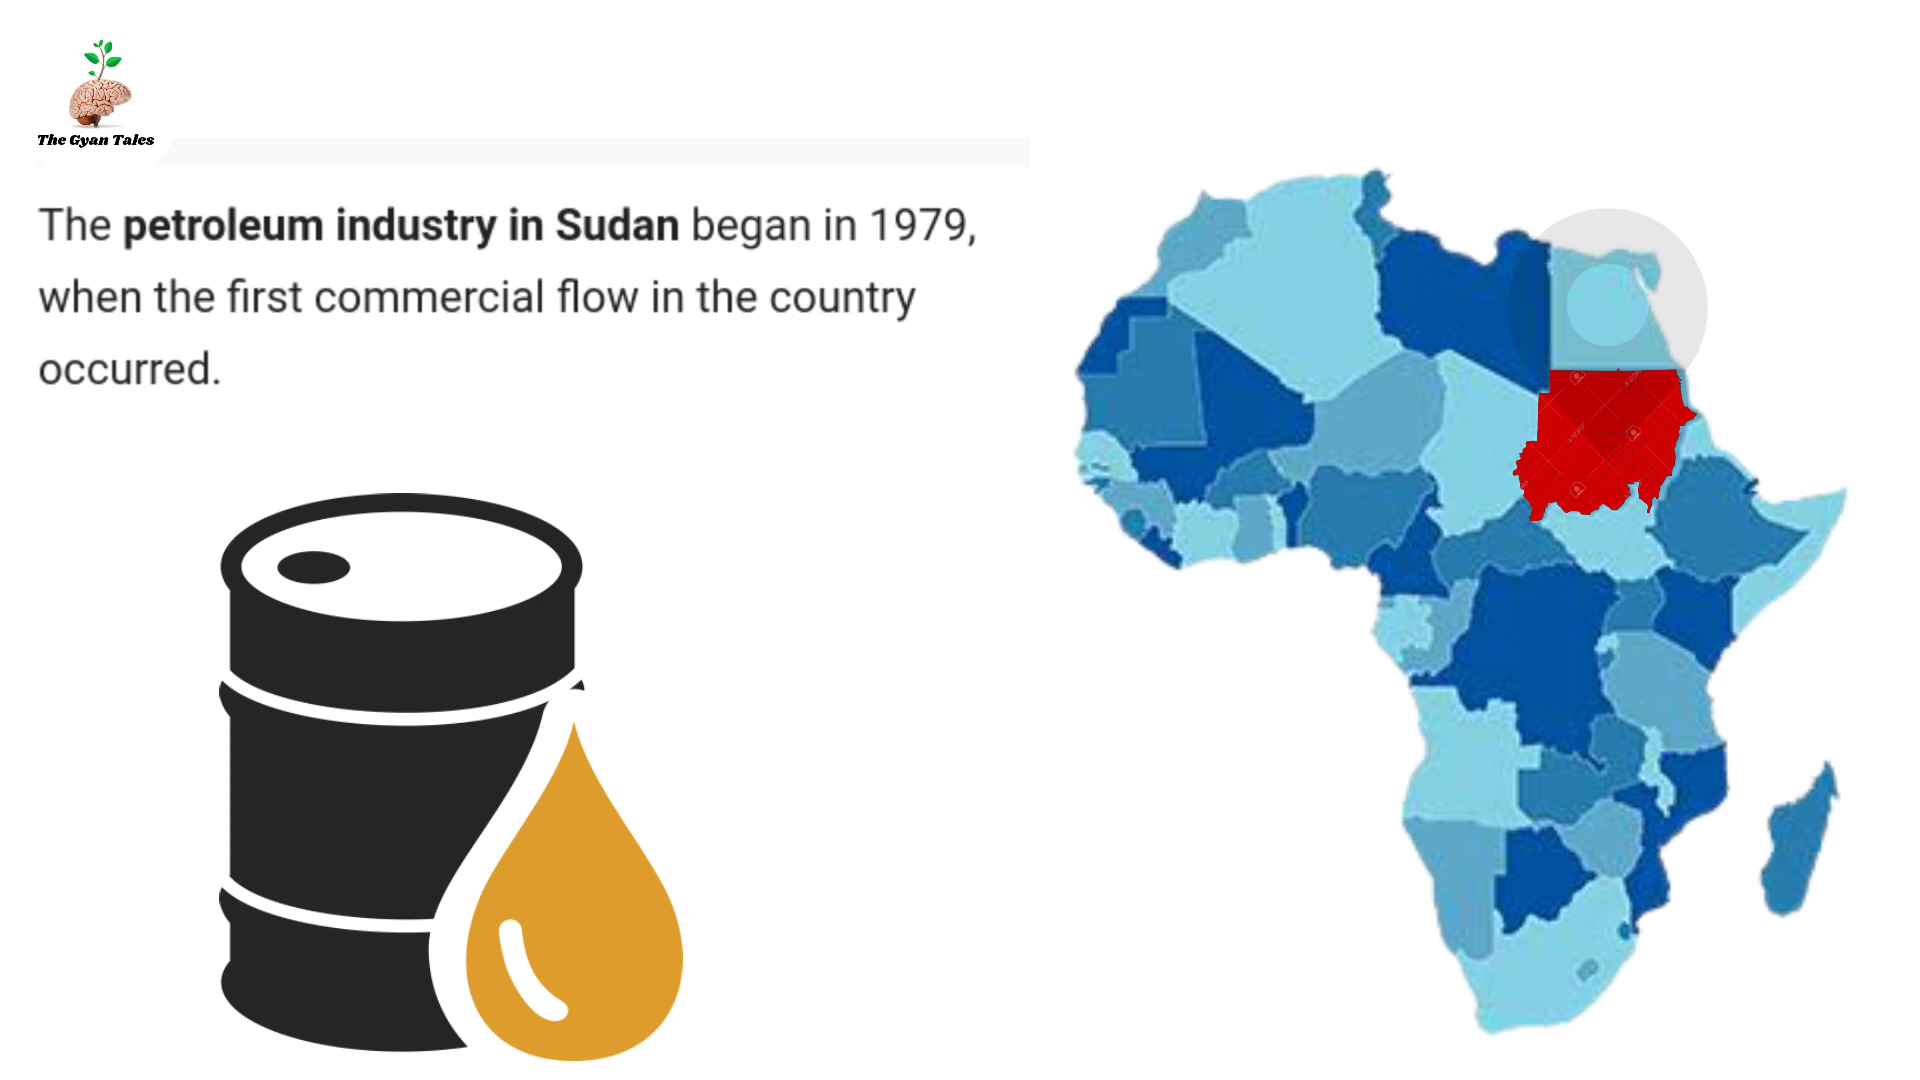 The Gyan Tales
The petroleum industry in Sudan began in 1979,
when the first commercial flow in the country
occurred.